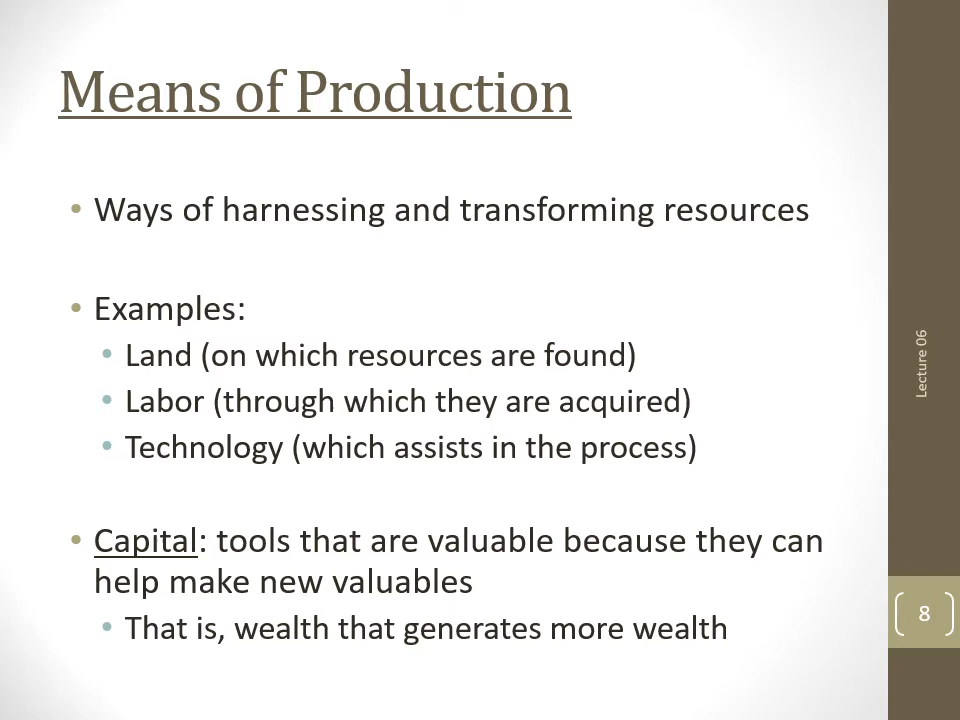 Means of Production
• Ways of harnessing and transforming resources
• Examples:
• Land (on which resources are found)
• Labor (through which they are acquired)
• Technology (which assists in the process)
• Capital: tools that are valuable because they can
help make new valuables
• That is, wealth that generates more wealth
Lecture 06
8